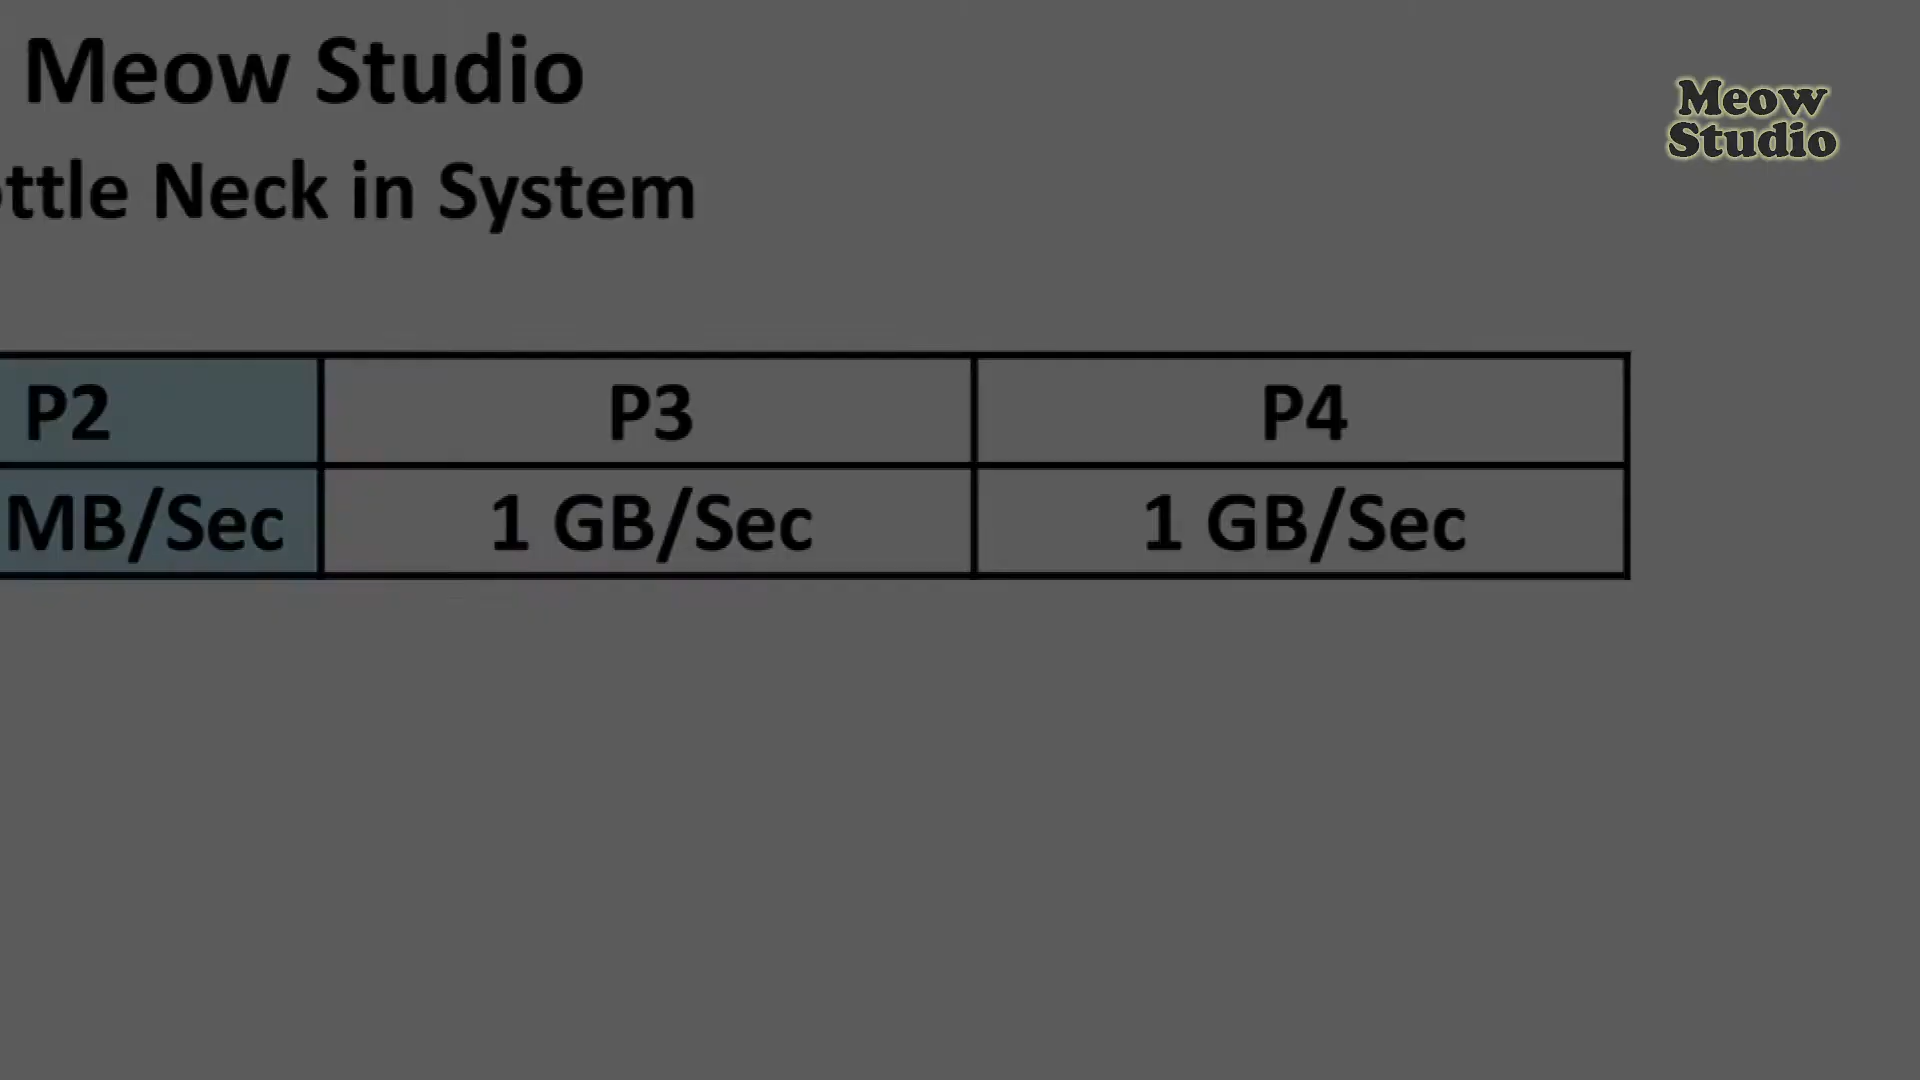 Meow Studio
Meow
Studio
ttle Neck in System
P2 P3 P4
MB/Sec 1 GB/Sec 1 GB/Sec